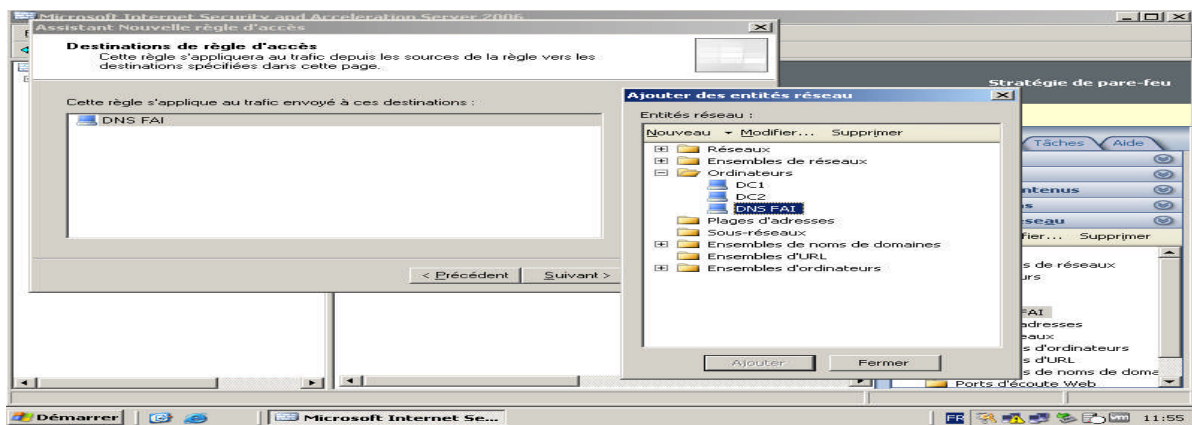 Microsoft Internet Security and Acceleration Server 2006
Assistant Nouvelle règle d'accès
Destinations de règle d'accès
Cette règle s'appliquera au trafic depuis les sources de la règle vers les
destinations spécifiées dans cette page.
Cette règle s'applique au trafic envoyé à ces destinations :
DNS FAI
< Précédent
Suivant >
Ajouter des entités réseau
Entités réseau :
Nouveau
Modifier...
Supprimer
Réseaux
Ensembles de réseaux
Ordinateurs
DC1
DC2
DNS FAI
Plages d'adresses
Sous-réseaux
Ensembles de noms de domaines
Ensembles d'URL
Ensembles d'ordinateurs
Ajouter
Fermer
Stratégie de pare-feu
Tâches
Aide
ntenus
s
seau
fier...
Supprimer
s de réseaux
urs
FAI
adresses
eaux
s d'ordinateurs
s d'URL
s de noms de doma
Ports d'écoute Web
Démarrer
Microsoft Internet Se...
FR
11:55